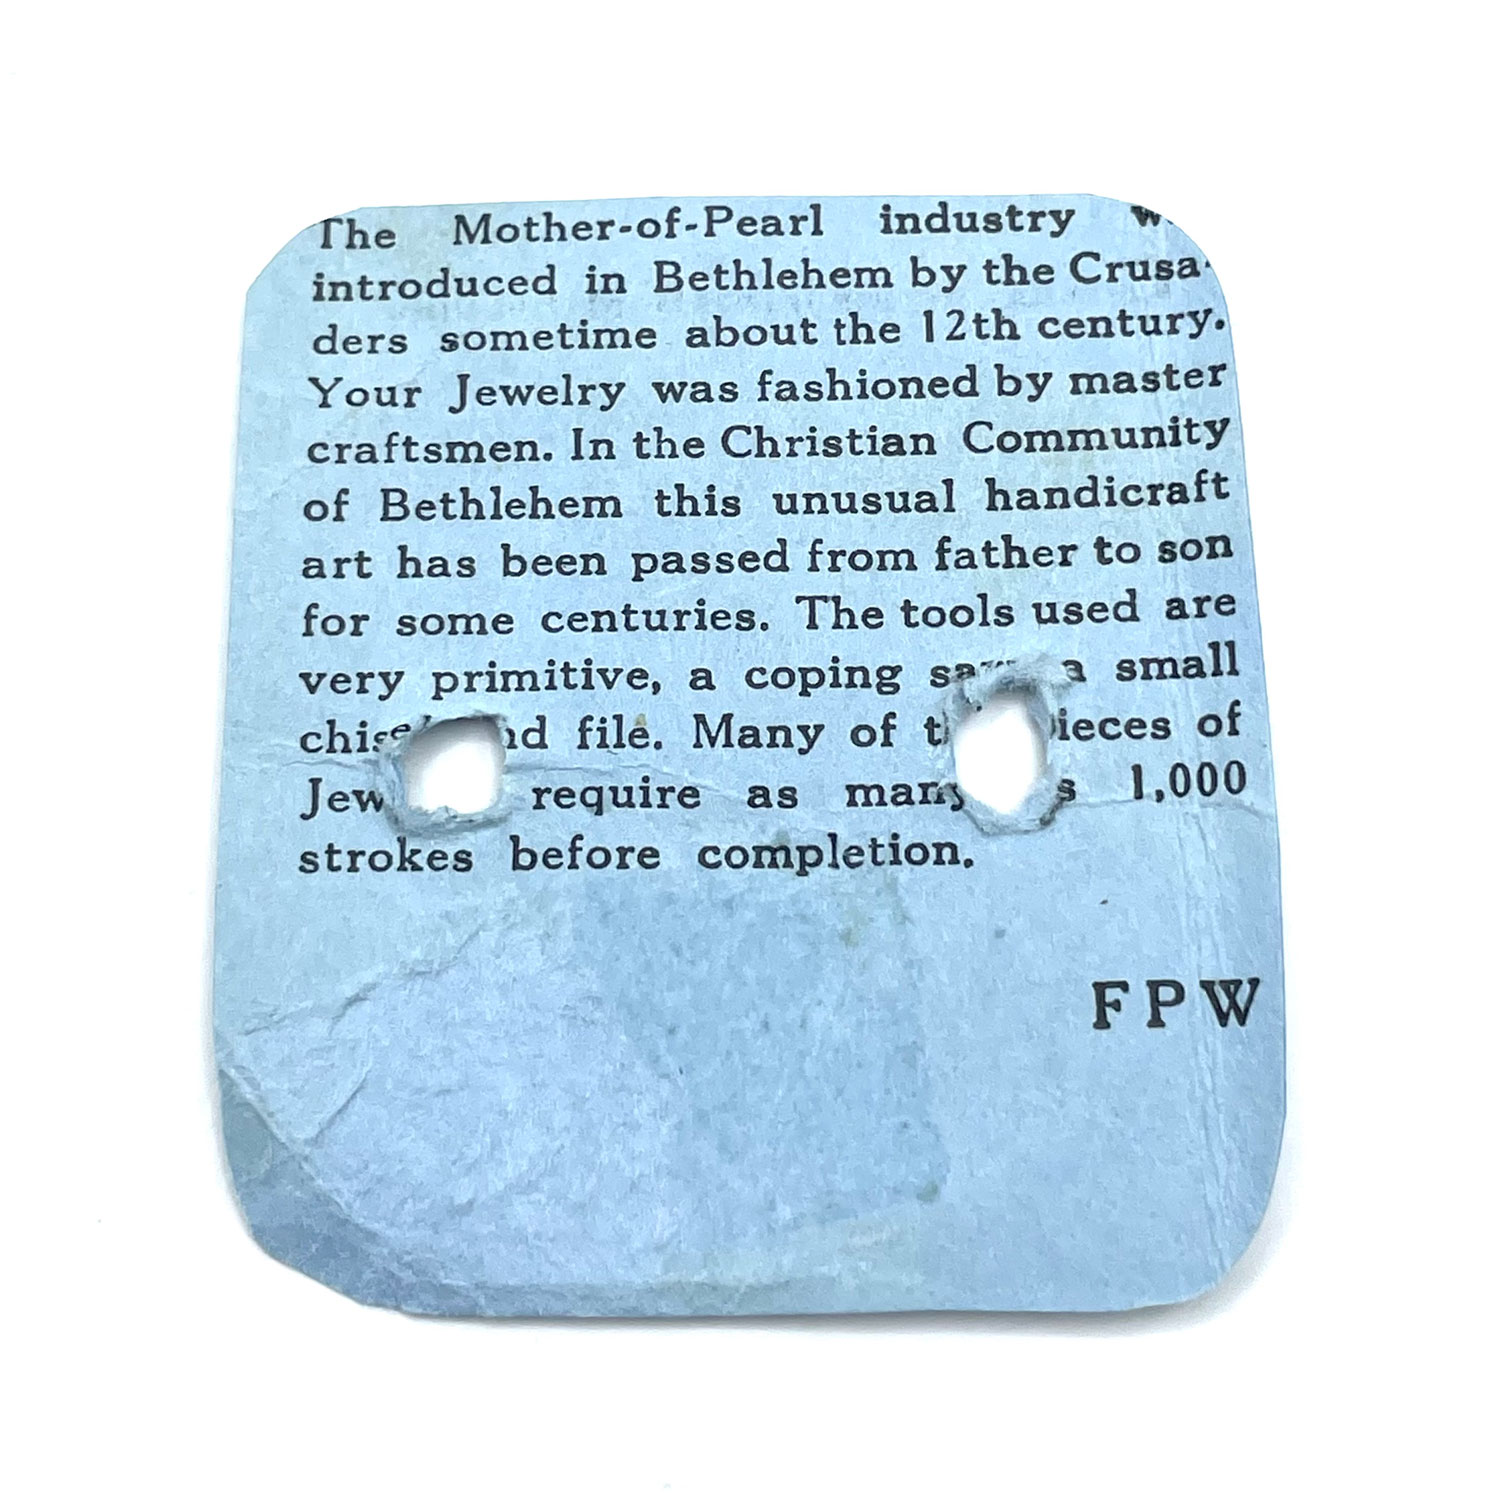 The Mother-of-Pearl industry
introduced in Bethlehem by the Crusa-
ders sometime about the 12th century.
Your Jewelry was fashioned by master
craftsmen. In the Christian Community
of Bethlehem this unusual handicraft
art has been passed from father to son
for some centuries. The tools used are
very primitive, a coping saw, a small
file. Many of pieces of
require as many 1,000
strokes before completion.
FPW